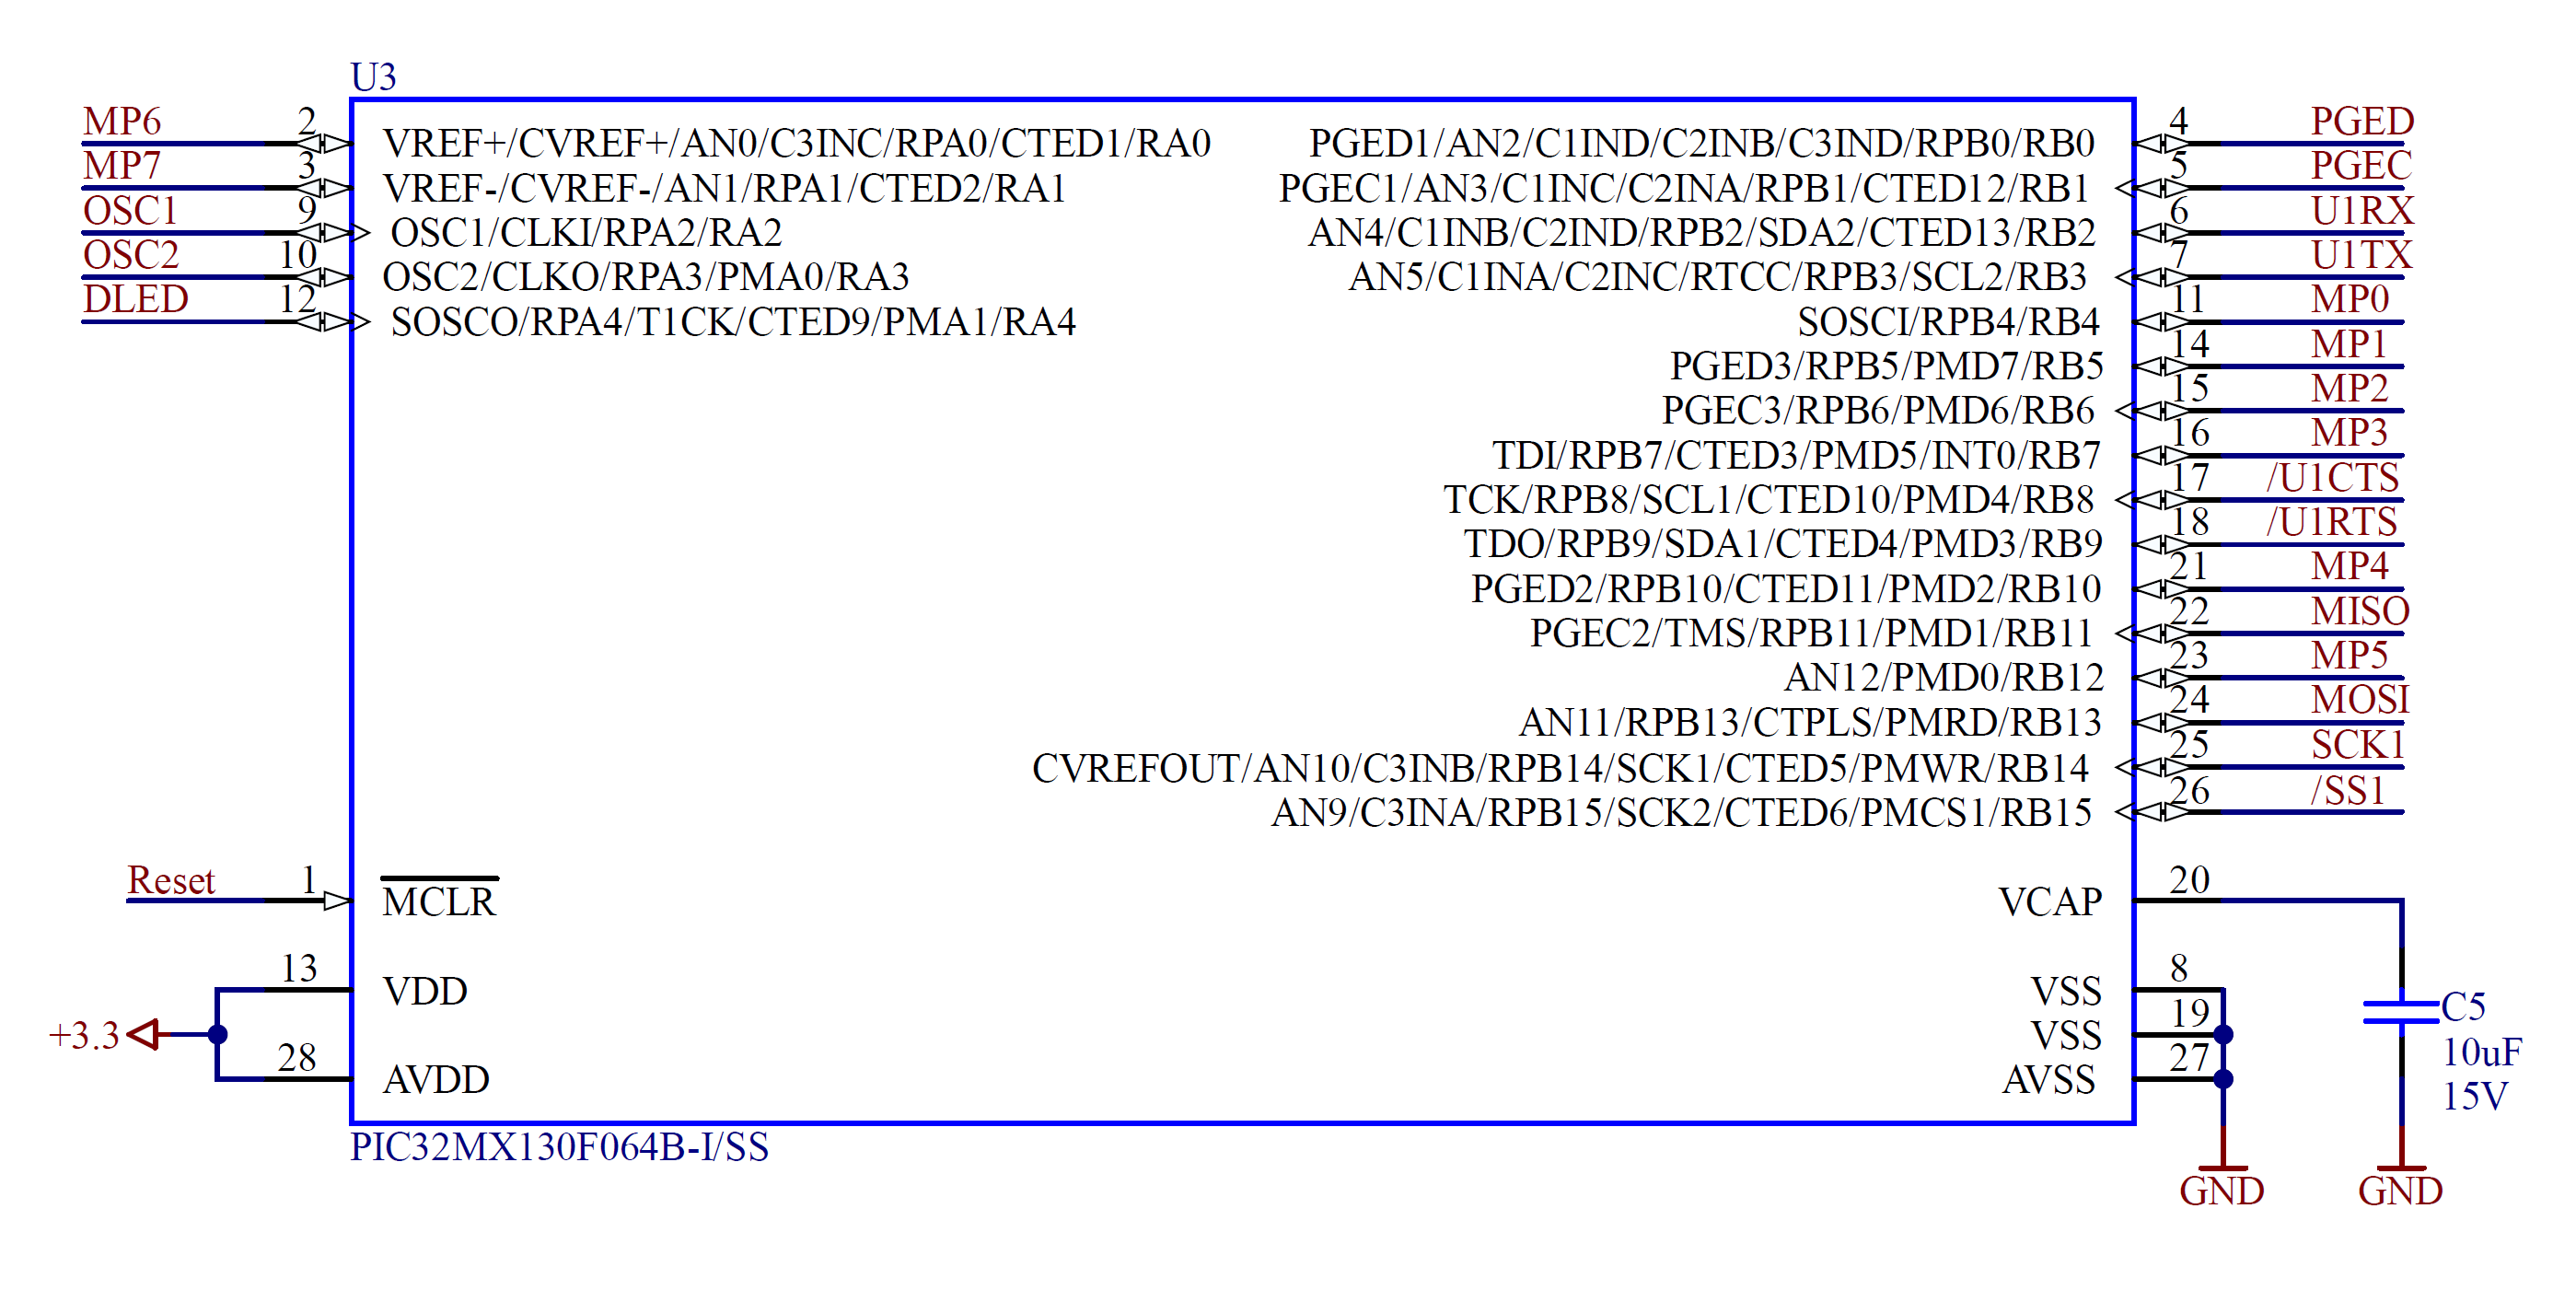 U3
MP6 2 VREF+/CVREF+/AN0/C3INC/RPA0/CTED1/RA0 PGED1/AN2/C1IND/C2INB/C3IND/RPB0/RB0 4 PGED
MP7 3 VREF-/CVREF-/AN1/RPA1/CTED2/RA1 PGEC1/AN3/C1INC/C2INA/RPB1/CTED12/RB1 5 PGEC
OSC1 9 OSC1/CLKI/RPA2/RA2 AN4/C1INB/C2IND/RPB2/SDA2/CTED13/RB2 6 U1RX
OSC2 10 OSC2/CLKO/RPA3/PMA0/RA3 AN5/C1INA/C2INC/RTCC/RPB3/SCL2/RB3 7 U1TX
DLED 12 SOSCO/RPA4/T1CK/CTED9/PMA1/RA4 SOSCI/RPB4/RB4 11 MP0
PGED3/RPB5/PMD7/RB5 14 MP1
PGEC3/RPB6/PMD6/RB6 15 MP2
TDI/RPB7/CTED3/PMD5/INT0/RB7 16 MP3
TCK/RPB8/SCL1/CTED10/PMD4/RB8 17 /U1CTS
TDO/RPB9/SDA1/CTED4/PMD3/RB9 18 /U1RTS
PGED2/RPB10/CTED11/PMD2/RB10 21 MP4
PGEC2/TMS/RPB11/PMD1/RB11 22 MISO
AN12/PMD0/RB12 23 MP5
AN11/RPB13/CTPLS/PMRD/RB13 24 MOSI
CVREFOUT/AN10/C3INB/RPB14/SCK1/CTED5/PMWR/RB14 25 SCK1
AN9/C3INA/RPB15/SCK2/CTED6/PMCS1/RB15 26 /SS1
Reset 1 MCLR VCAP 20
13 VDD VSS 8
+3.3 VSS 19 C5
28 AVDD AVSS 27 10uF
15V
PIC32MX130F064B-I/SS
GND GND